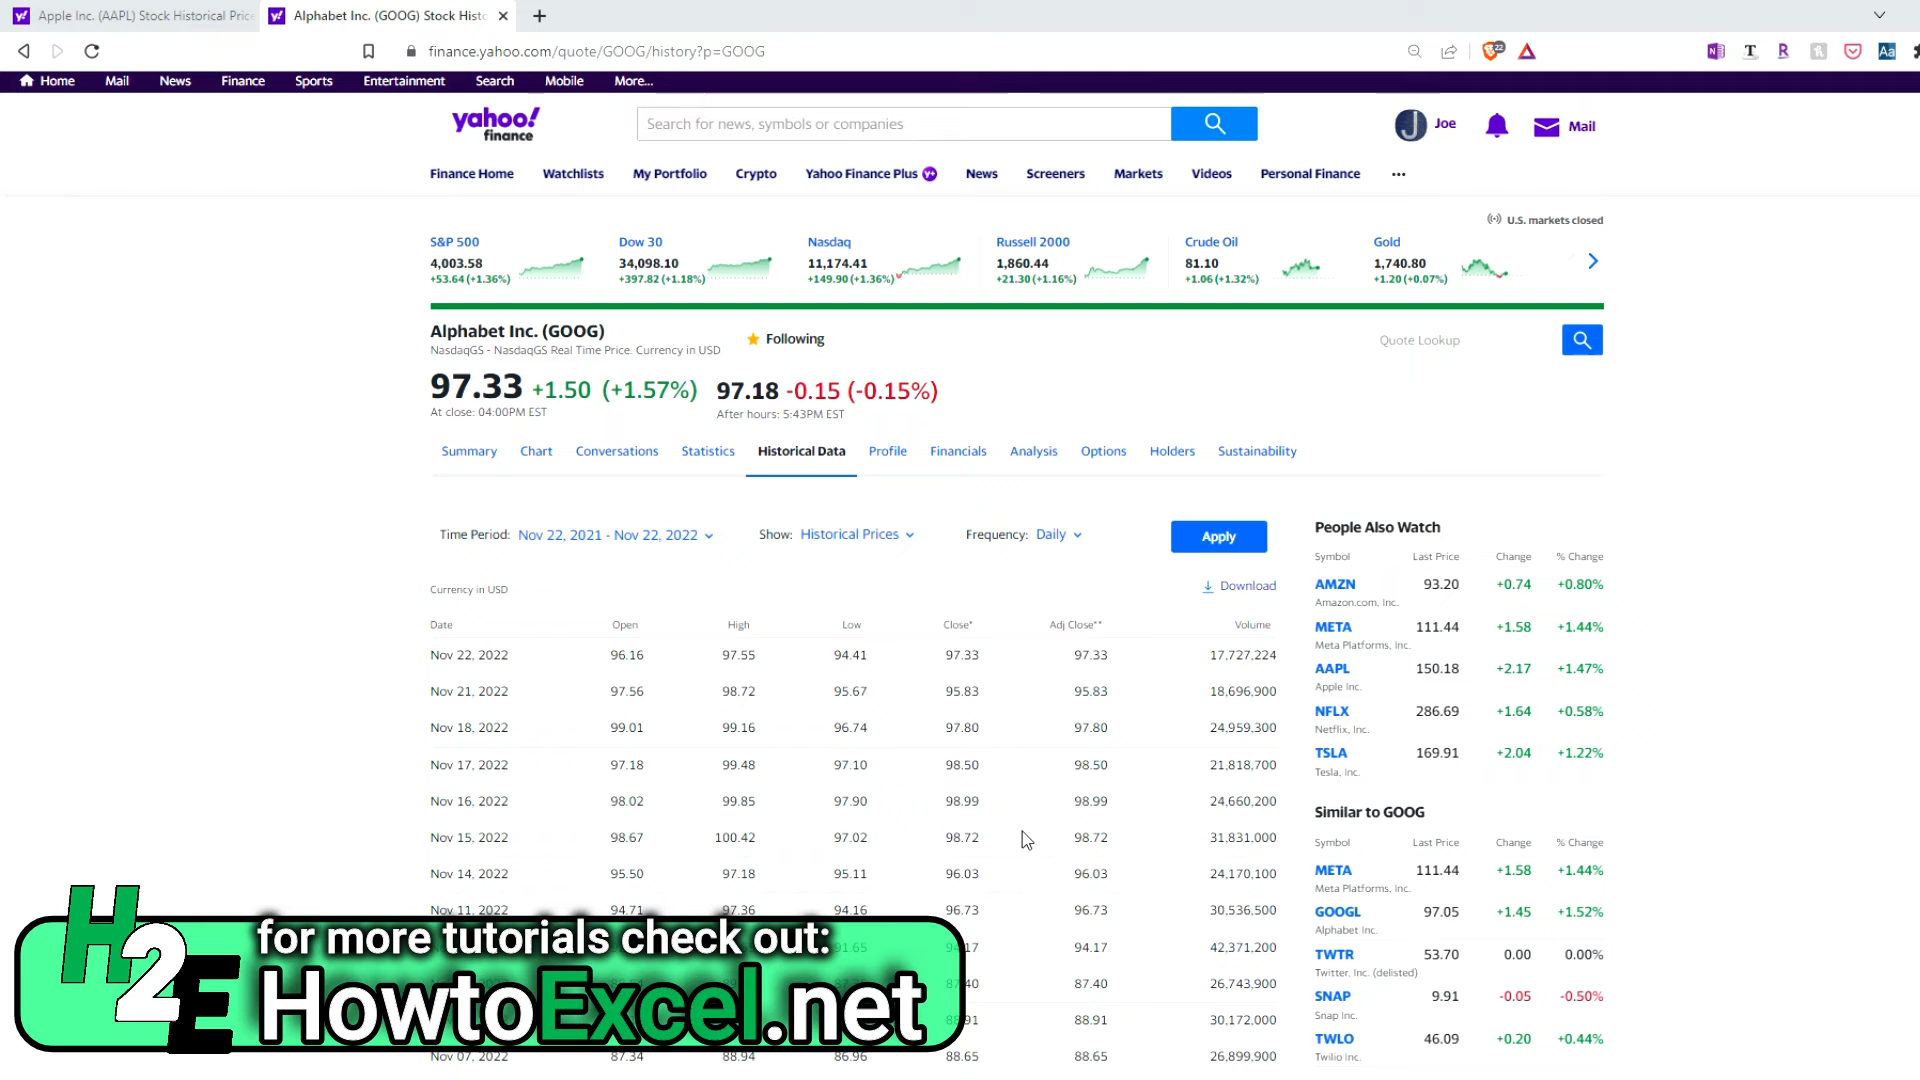 Apple Inc. (AAPL) Stock Historical Pric
Alphabet Inc. (GOOG) Stock Histo
finance.yahoo.com/quote/GOOG/history?p=GOOG
22
T
R
Aa
Home Mail News Finance Sports Entertainment Search Mobile More...
yahoo!
finance
Search for news, symbols or companies
J Joe
Mail
Finance Home Watchlists My Portfolio Crypto Yahoo Finance Plus News Screeners Markets Videos Personal Finance ...
U.S. markets closed
S&P 500 Dow 30 Nasdaq Russell 2000 Crude Oil Gold
4,003.58 34,098.10 11,174.41 1,860.44 81.10 1,740.80
+53.64 (+1.36%) +397.82 (+1.18%) +149.90 (+1.36%) +21.30 (+1.16%) +1.06 (+1.32%) +1.20 (+0.07%)
Alphabet Inc. (GOOG)
NasdaqGS - NasdaqGS Real Time Price. Currency in USD
Following
Quote Lookup
97.33 +1.50 (+1.57%) 97.18 -0.15 (-0.15%)
At close: 04:00PM EST After hours: 5:43PM EST
Summary Chart Conversations Statistics Historical Data Profile Financials Analysis Options Holders Sustainability
Time Period: Nov 22, 2021 - Nov 22, 2022 Show: Historical Prices Frequency: Daily Apply
Currency in USD Download
Date Open High Low Close* Adj Close** Volume
Nov 22, 2022 96.16 97.55 94.41 97.33 97.33 17,727,224
Nov 21, 2022 97.56 98.72 95.67 95.83 95.83 18,696,900
Nov 18, 2022 99.01 99.16 96.74 97.80 97.80 24,959,300
Nov 17, 2022 97.18 99.48 97.10 98.50 98.50 21,818,700
Nov 16, 2022 98.02 99.85 97.90 98.99 98.99 24,660,200
Nov 15, 2022 98.67 100.42 97.02 98.72 98.72 31,831,000
Nov 14, 2022 95.50 97.18 95.11 96.03 96.03 24,170,100
Nov 11, 2022 94.71 97.36 94.16 96.73 96.73 30,536,500
94.17 42,371,200
87.40 26,743,900
88.91 30,172,000
Nov 07, 2022 87.34 88.94 86.96 88.65 88.65 26,899,900
People Also Watch
Symbol Last Price Change % Change
AMZN 93.20 +0.74 +0.80%
Amazon.com, Inc.
META 111.44 +1.58 +1.44%
Meta Platforms, Inc.
AAPL 150.18 +2.17 +1.47%
Apple Inc.
NFLX 286.69 +1.64 +0.58%
Netflix, Inc.
TSLA 169.91 +2.04 +1.22%
Tesla, Inc.
Similar to GOOG
Symbol Last Price Change % Change
META 111.44 +1.58 +1.44%
Meta Platforms, Inc.
GOOGL 97.05 +1.45 +1.52%
Alphabet Inc.
TWTR 53.70 0.00 0.00%
Twitter, Inc. (delisted)
SNAP 9.91 -0.05 -0.50%
Snap Inc.
TWLO 46.09 +0.20 +0.44%
Twilio Inc.
H2E
for more tutorials check out:
HowtoExcel.net